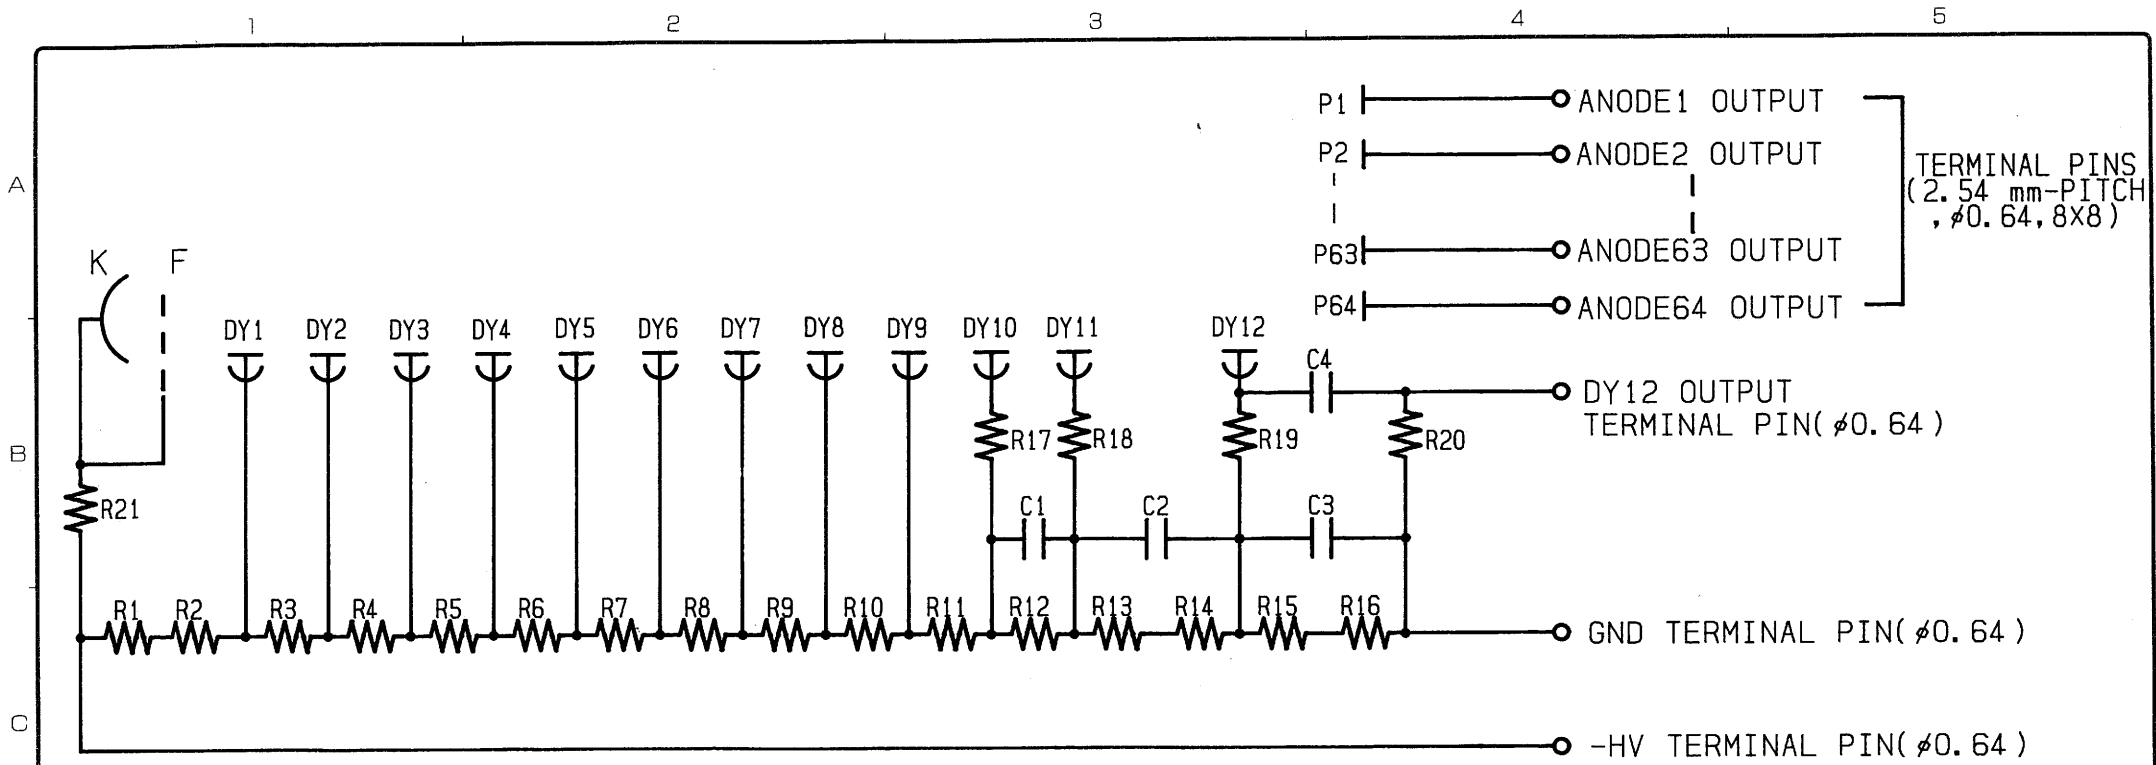 1 2 3 4 5
A
B
C
P1 ANODE1 OUTPUT
P2 ANODE2 OUTPUT
P63 ANODE63 OUTPUT
P64 ANODE64 OUTPUT
TERMINAL PINS
(2.54 mm-PITCH
,ø0.64,8X8)
K F
DY1 DY2 DY3 DY4 DY5 DY6 DY7 DY8 DY9 DY10 DY11 DY12
C4
DY12 OUTPUT
TERMINAL PIN(ø0.64)
R17 R18 R19 R20
R21
C1 C2 C3
R1 R2 R3 R4 R5 R6 R7 R8 R9 R10 R11 R12 R13 R14 R15 R16
GND TERMINAL PIN(ø0.64)
-HV TERMINAL PIN(ø0.64)